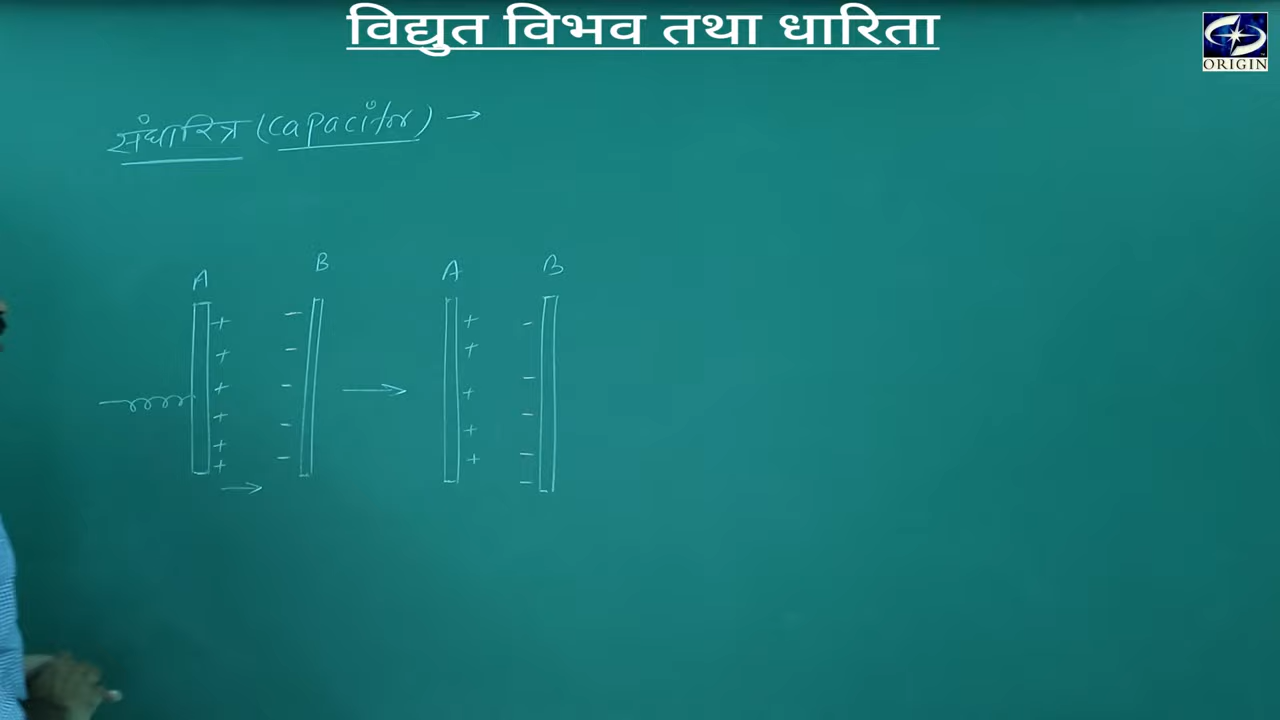 विद्युत विभव तथा धारिता
ORIGIN
संधारित्र (Capacitor) →
A B A B
+ - + -
+ - + -
+ - → + -
+ - + -
+ - + -
+
→